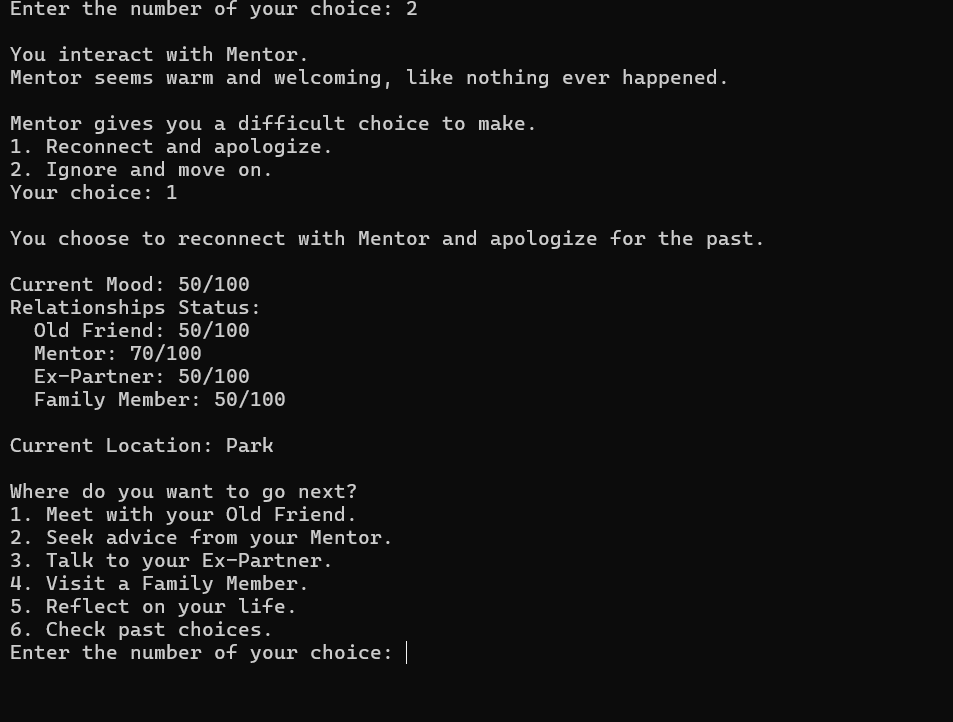 Enter the number of your choice: 2
You interact with Mentor.
Mentor seems warm and welcoming, like nothing ever happened.
Mentor gives you a difficult choice to make.
1. Reconnect and apologize.
2. Ignore and move on.
Your choice: 1
You choose to reconnect with Mentor and apologize for the past.
Current Mood: 50/100
Relationships Status:
  Old Friend: 50/100
  Mentor: 70/100
  Ex-Partner: 50/100
  Family Member: 50/100
Current Location: Park
Where do you want to go next?
1. Meet with your Old Friend.
2. Seek advice from your Mentor.
3. Talk to your Ex-Partner.
4. Visit a Family Member.
5. Reflect on your life.
6. Check past choices.
Enter the number of your choice: